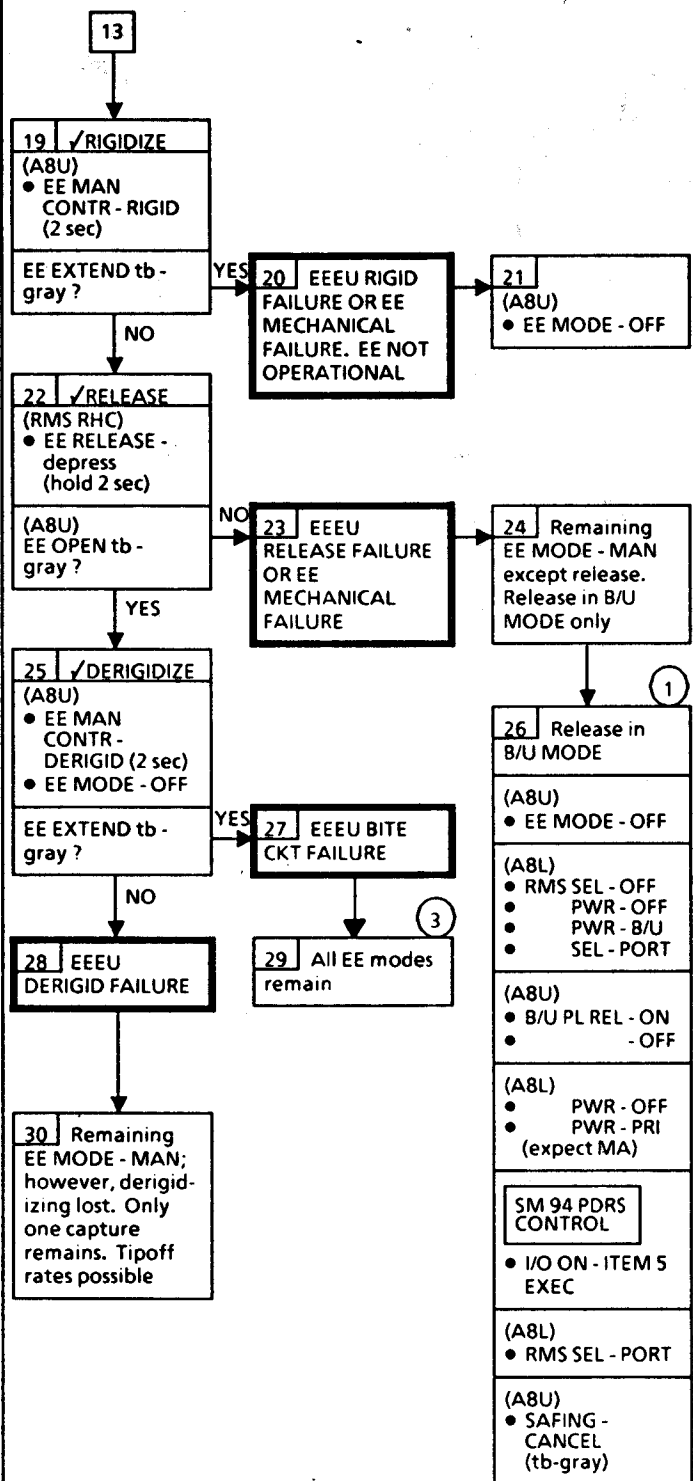 13
19 √RIGIDIZE
(A8U)
● EE MAN
CONTR - RIGID
(2 sec)
EE EXTEND tb -
gray ?
YES
NO
20 EEEU RIGID
FAILURE OR EE
MECHANICAL
FAILURE. EE NOT
OPERATIONAL
21
(A8U)
● EE MODE - OFF
22 √RELEASE
(RMS RHC)
● EE RELEASE -
depress
(hold 2 sec)
(A8U)
EE OPEN tb -
gray ?
NO
YES
23 EEEU
RELEASE FAILURE
OR EE
MECHANICAL
FAILURE
24 Remaining
EE MODE - MAN
except release.
Release in B/U
MODE only
25 √DERIGIDIZE
(A8U)
● EE MAN
CONTR -
DERIGID (2 sec)
● EE MODE - OFF
EE EXTEND tb -
gray ?
YES
NO
27 EEEU BITE
CKT FAILURE
3
29 All EE modes
remain
28 EEEU
DERIGID FAILURE
30 Remaining
EE MODE - MAN;
however, derigid-
izing lost. Only
one capture
remains. Tipoff
rates possible
1
26 Release in
B/U MODE
(A8U)
● EE MODE - OFF
(A8L)
● RMS SEL - OFF
● PWR - OFF
● PWR - B/U
● SEL - PORT
(A8U)
● B/U PL REL - ON
● - OFF
(A8L)
● PWR - OFF
● PWR - PRI
(expect MA)
SM 94 PDRS
CONTROL
● I/O ON - ITEM 5
EXEC
(A8L)
● RMS SEL - PORT
(A8U)
● SAFING -
CANCEL
(tb-gray)